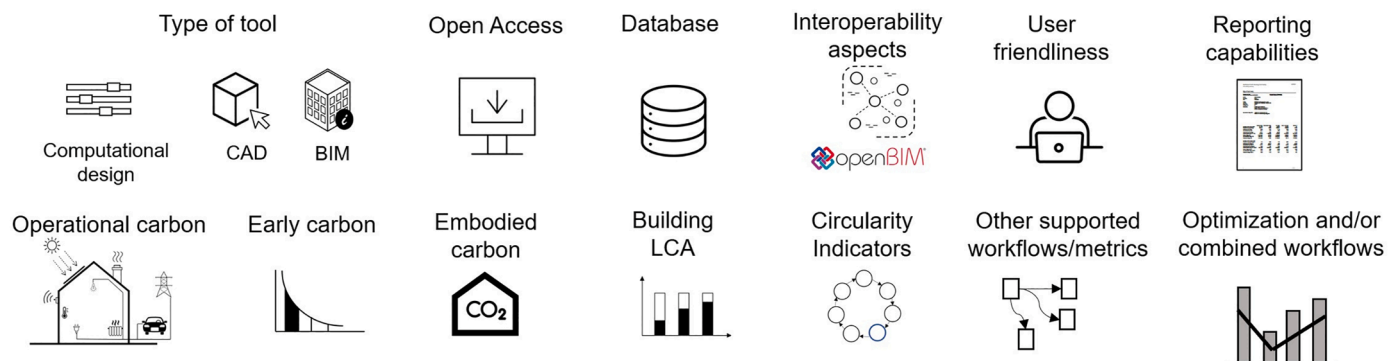 Type of tool
Open Access
Database
Interoperability
aspects
User
friendliness
Reporting
capabilities
Computational
design
CAD
BIM
i
openBIM
Operational carbon
Early carbon
Embodied
carbon
Building
LCA
Circularity
Indicators
Other supported
workflows/metrics
Optimization and/or
combined workflows
CO₂